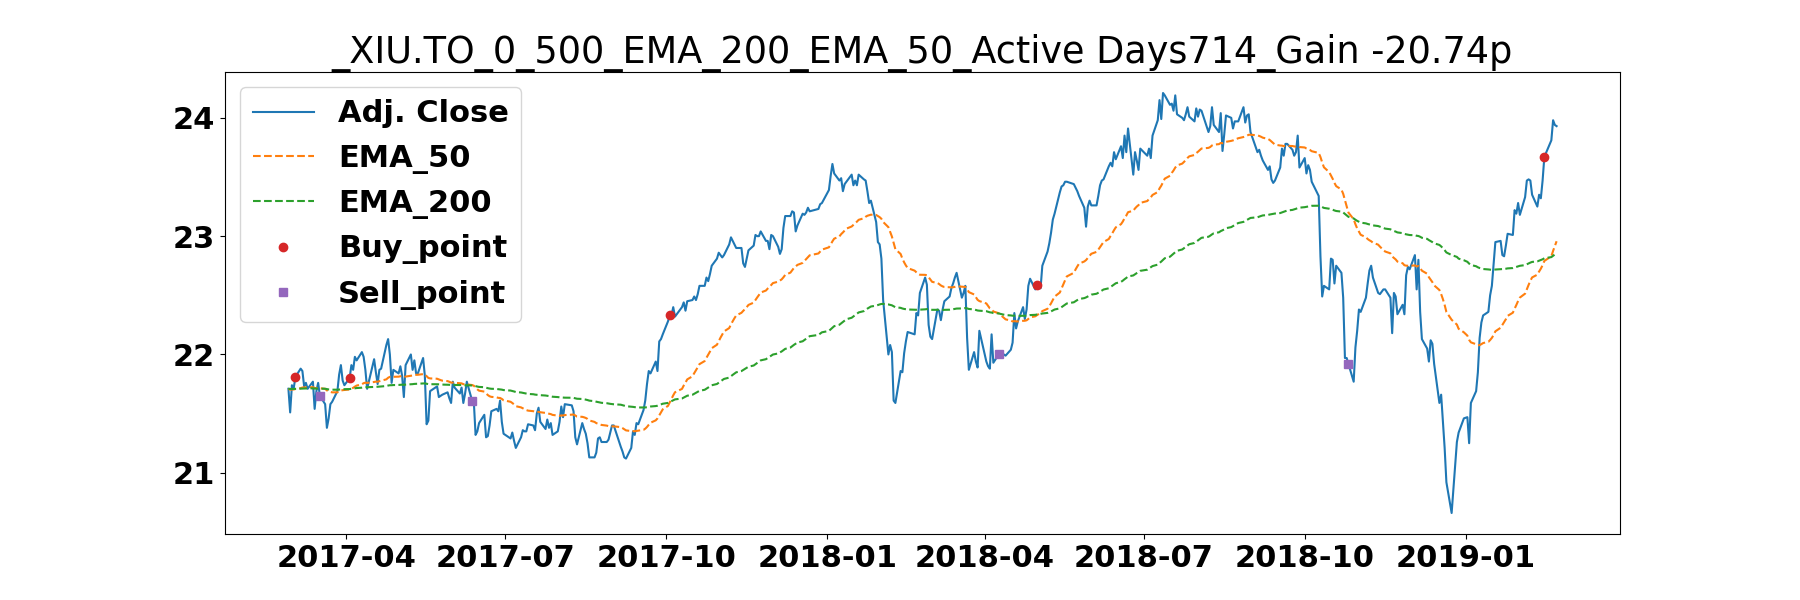 _XIU.TO_0_500_EMA_200_EMA_50_Active Days714_Gain -20.74p
Adj. Close
EMA_50
EMA_200
Buy_point
Sell_point
24
23
22
21
2017-04 2017-07 2017-10 2018-01 2018-04 2018-07 2018-10 2019-01